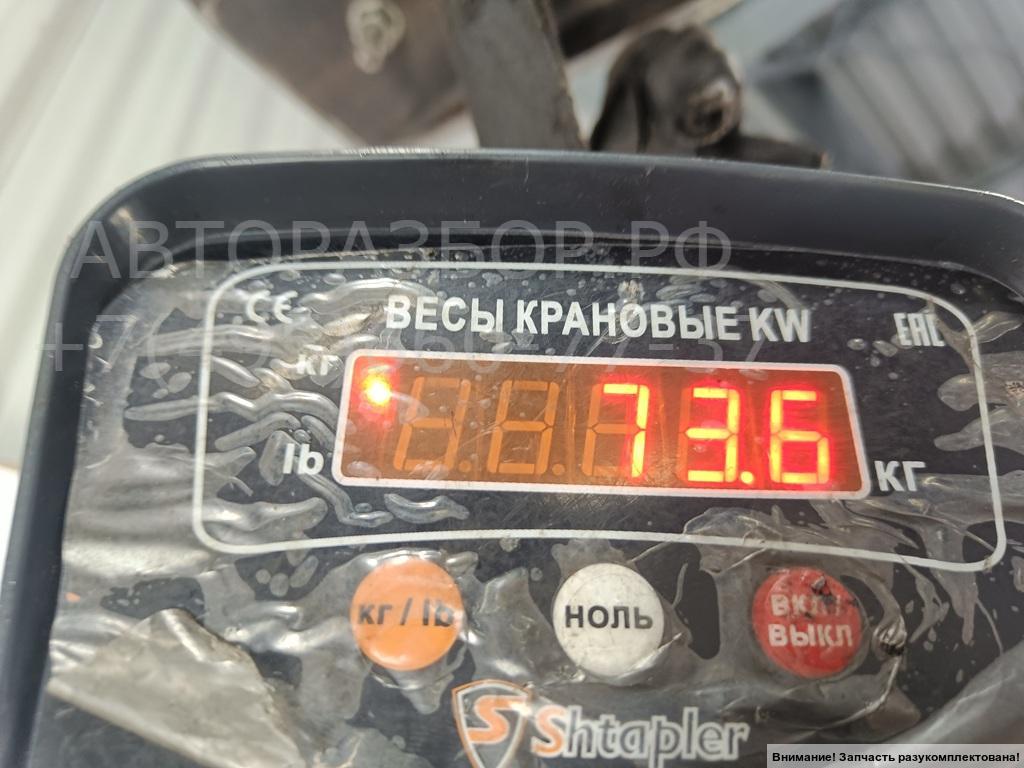 АВТОРАЗБОР.РФ
CE
ВЕСЫ КРАНОВЫЕ KW
EAC
кг
lb
73.6
КГ
кг / lb
НОЛЬ
ВКЛ
ВЫКЛ
Shtapler
Внимание! Запчасть разукомплектована!